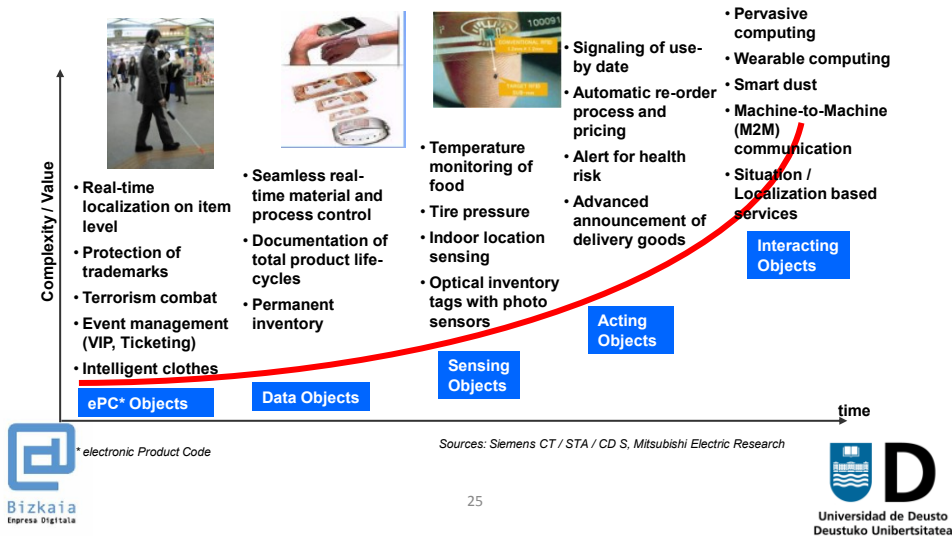 Complexity / Value
• Real-time
localization on item
level
• Protection of
trademarks
• Terrorism combat
• Event management
(VIP, Ticketing)
• Intelligent clothes
ePC* Objects
• Seamless real-
time material and
process control
• Documentation of
total product life-
cycles
• Permanent
inventory
Data Objects
100091
• Temperature
monitoring of
food
• Tire pressure
• Indoor location
sensing
• Optical inventory
tags with photo
sensors
Sensing
Objects
• Signaling of use-
by date
• Automatic re-order
process and
pricing
• Alert for health
risk
• Advanced
announcement of
delivery goods
Acting
Objects
• Pervasive
computing
• Wearable computing
• Smart dust
• Machine-to-Machine
(M2M)
communication
• Situation /
Localization based
services
Interacting
Objects
time
* electronic Product Code
Sources: Siemens CT / STA / CD S, Mitsubishi Electric Research
Bizkaia
Enpresa Digitala
25
D
Universidad de Deusto
Deustuko Unibertsitatea